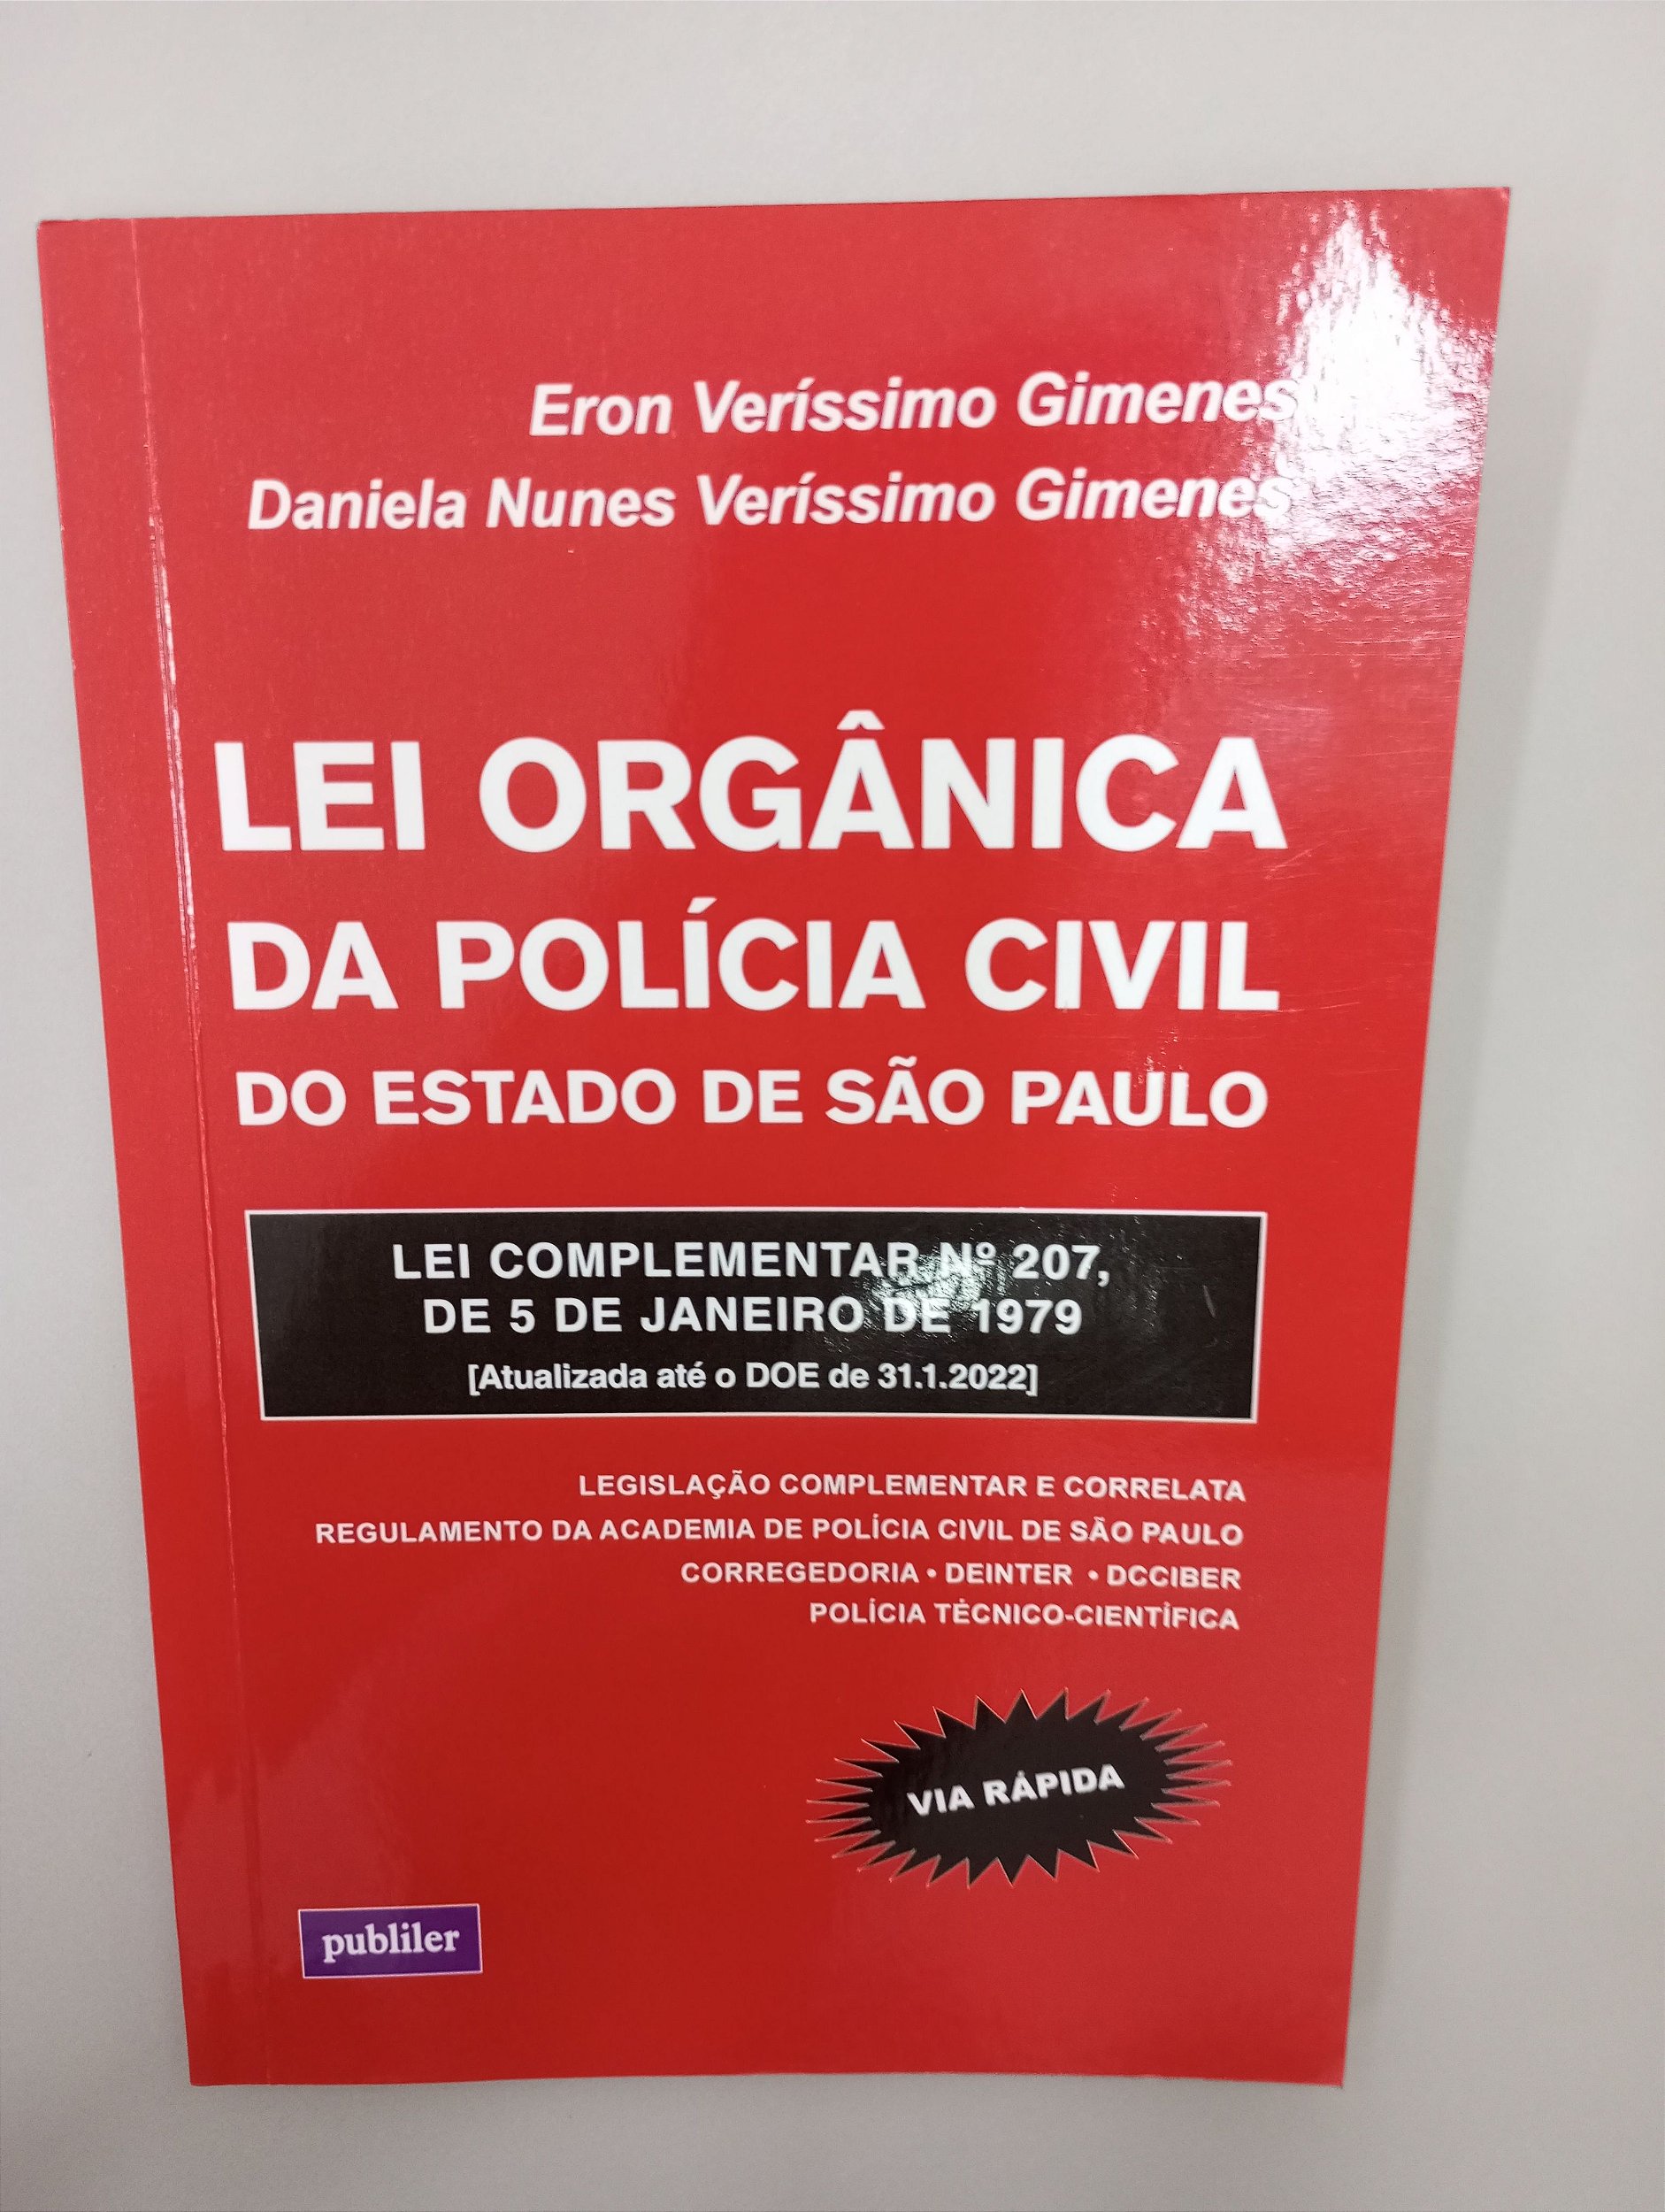 Eron Veríssimo Gimenes
Daniela Nunes Veríssimo Gimenes
LEI ORGÂNICA
DA POLÍCIA CIVIL
DO ESTADO DE SÃO PAULO
LEI COMPLEMENTAR Nº 207,
DE 5 DE JANEIRO DE 1979
[Atualizada até o DOE de 31.1.2022]
LEGISLAÇÃO COMPLEMENTAR E CORRELATA
REGULAMENTO DA ACADEMIA DE POLÍCIA CIVIL DE SÃO PAULO
CORREGEDORIA • DEINTER • DCCIBER
POLÍCIA TÉCNICO-CIENTÍFICA
VIA RÁPIDA
publiler